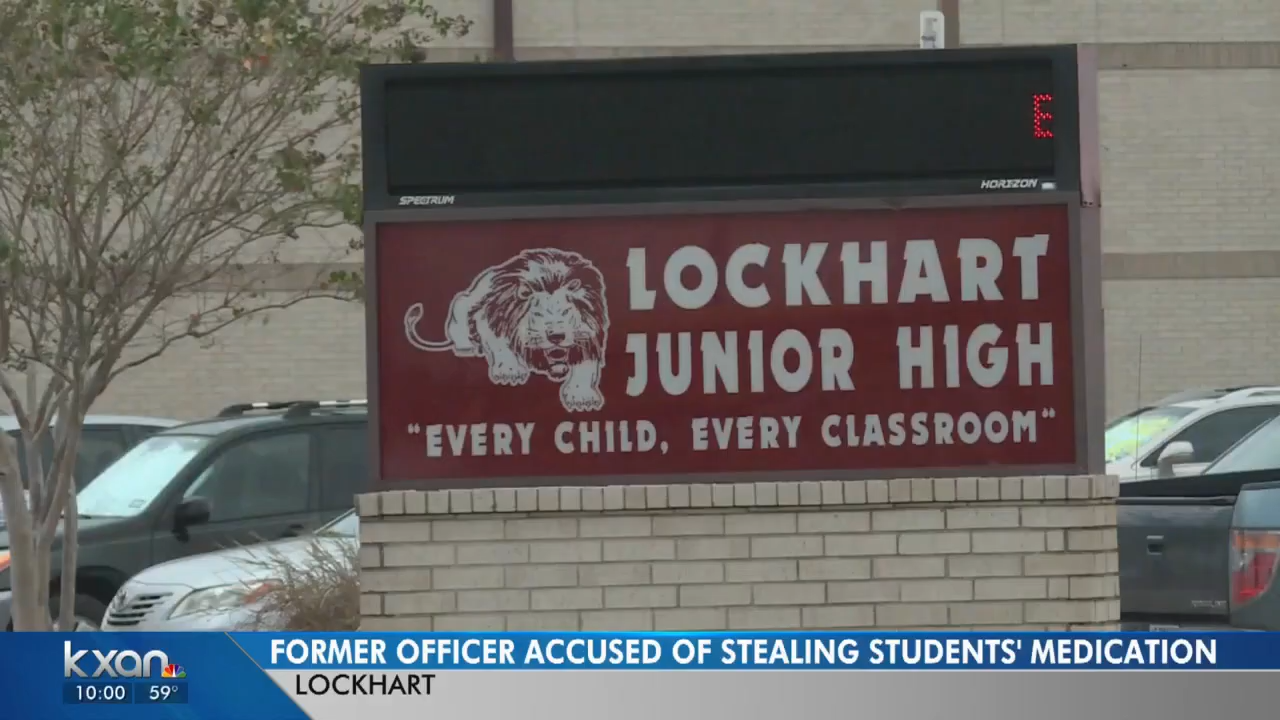 E
SPECTRUM HORIZON
LOCKHART
JUNIOR HIGH
"EVERY CHILD, EVERY CLASSROOM"
kxan
10:00 59°
FORMER OFFICER ACCUSED OF STEALING STUDENTS' MEDICATION
LOCKHART